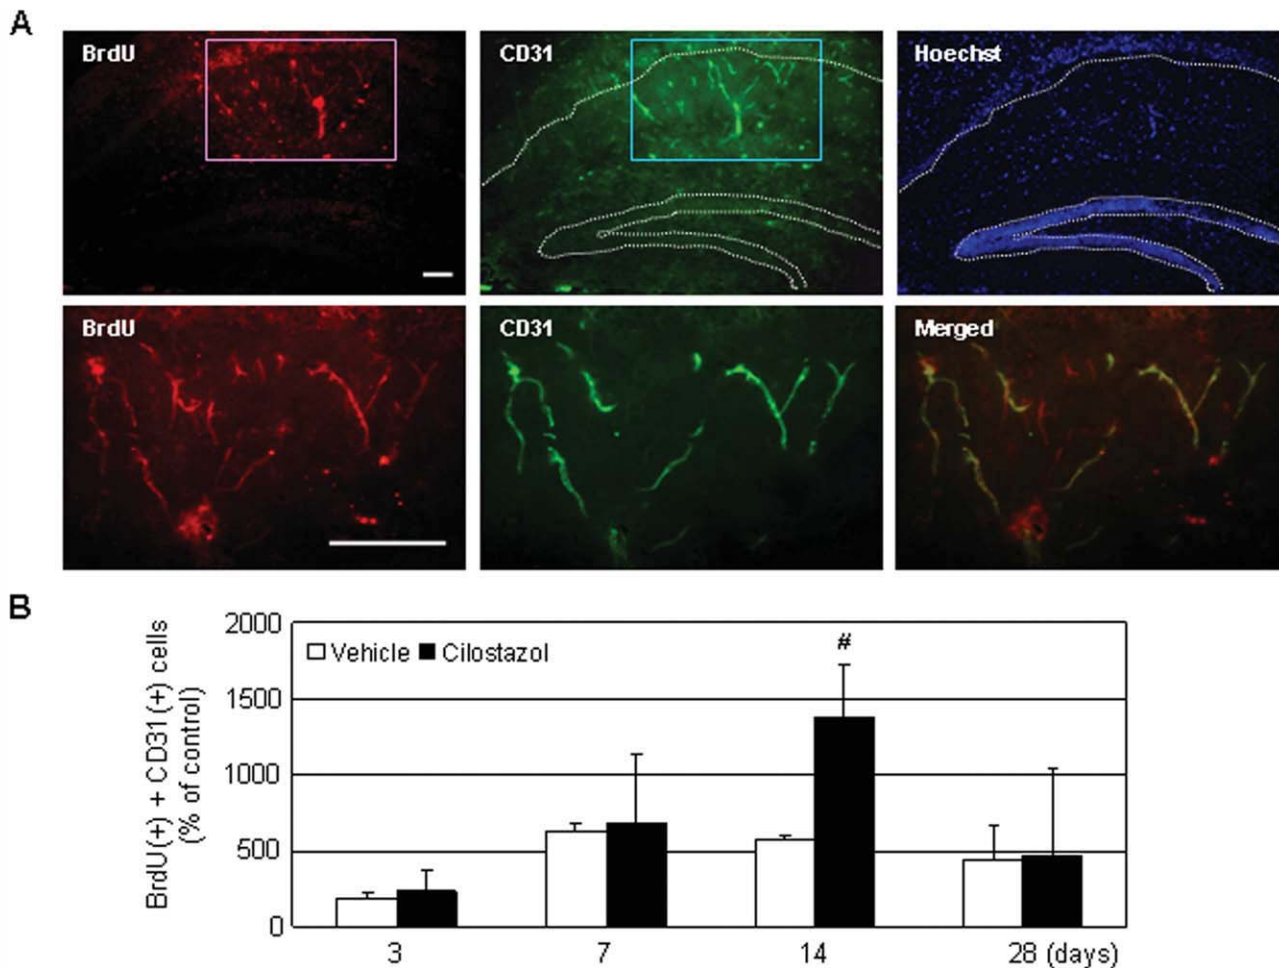 A
BrdU
CD31
Hoechst
BrdU
CD31
Merged
B
BrdU(+) + CD31(+) cells
(% of control)
2000
1500
1000
500
0
Vehicle
Cilostazol
#
3
7
14
28 (days)